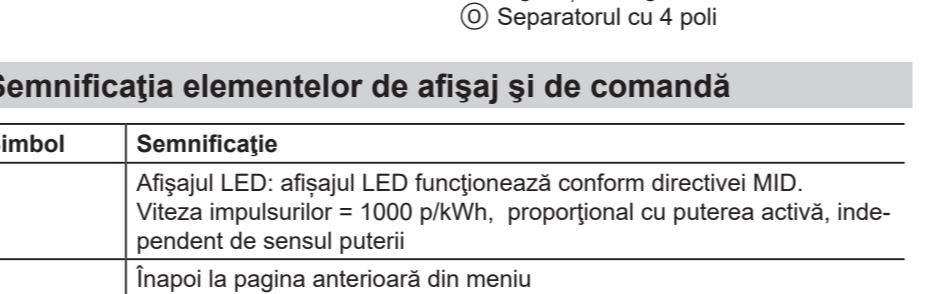 Ⓞ Separatorul cu 4 poli
Semnificaţia elementelor de afişaj şi de comandă
Simbol Semnificaţie
Afişajul LED: afișajul LED funcţionează conform directivei MID.
Viteza impulsurilor = 1000 p/kWh, proporţional cu puterea activă, inde-
pendent de sensul puterii
Înapoi la pagina anterioară din meniu